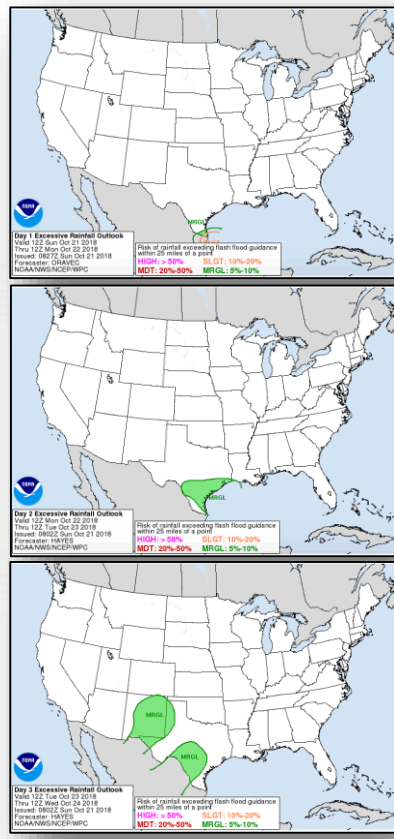 MRGL
SLGT
NOAA
Day 1 Excessive Rainfall Outlook
Valid 12Z Sun Oct 21 2018
Thru 12Z Mon Oct 22 2018
Issued: 0827Z Sun Oct 21 2018
Forecaster: ORAVEC
NOAA/NWS/NCEP/WPC
Risk of rainfall exceeding flash flood guidance
within 25 miles of a point
HIGH: > 50% SLGT: 10%-20%
MDT: 20%-50% MRGL: 5%-10%
MRGL
NOAA
Day 2 Excessive Rainfall Outlook
Valid 12Z Mon Oct 22 2018
Thru 12Z Tue Oct 23 2018
Issued: 0802Z Sun Oct 21 2018
Forecaster: HAYES
NOAA/NWS/NCEP/WPC
Risk of rainfall exceeding flash flood guidance
within 25 miles of a point
HIGH: > 50% SLGT: 10%-20%
MDT: 20%-50% MRGL: 5%-10%
MRGL
MRGL
NOAA
Day 3 Excessive Rainfall Outlook
Valid 12Z Tue Oct 23 2018
Thru 12Z Wed Oct 24 2018
Issued: 0802Z Sun Oct 21 2018
Forecaster: HAYES
NOAA/NWS/NCEP/WPC
Risk of rainfall exceeding flash flood guidance
within 25 miles of a point
HIGH: > 50% SLGT: 10%-20%
MDT: 20%-50% MRGL: 5%-10%